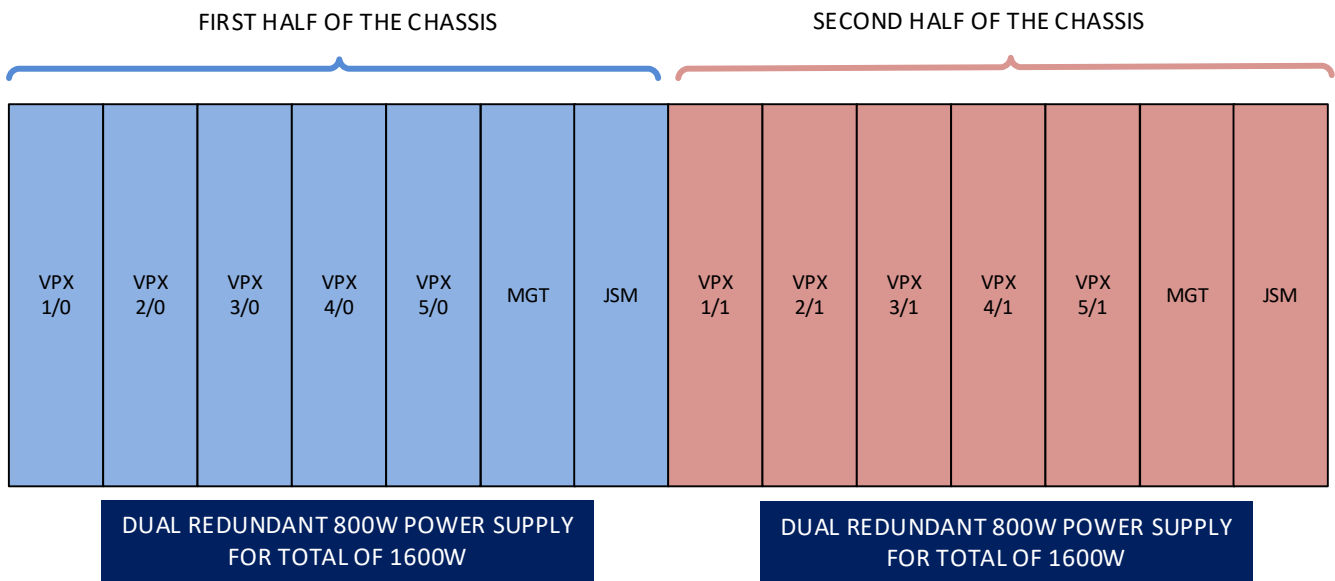 FIRST HALF OF THE CHASSIS
SECOND HALF OF THE CHASSIS
VPX
1/0
VPX
2/0
VPX
3/0
VPX
4/0
VPX
5/0
MGT
JSM
VPX
1/1
VPX
2/1
VPX
3/1
VPX
4/1
VPX
5/1
MGT
JSM
DUAL REDUNDANT 800W POWER SUPPLY
FOR TOTAL OF 1600W
DUAL REDUNDANT 800W POWER SUPPLY
FOR TOTAL OF 1600W